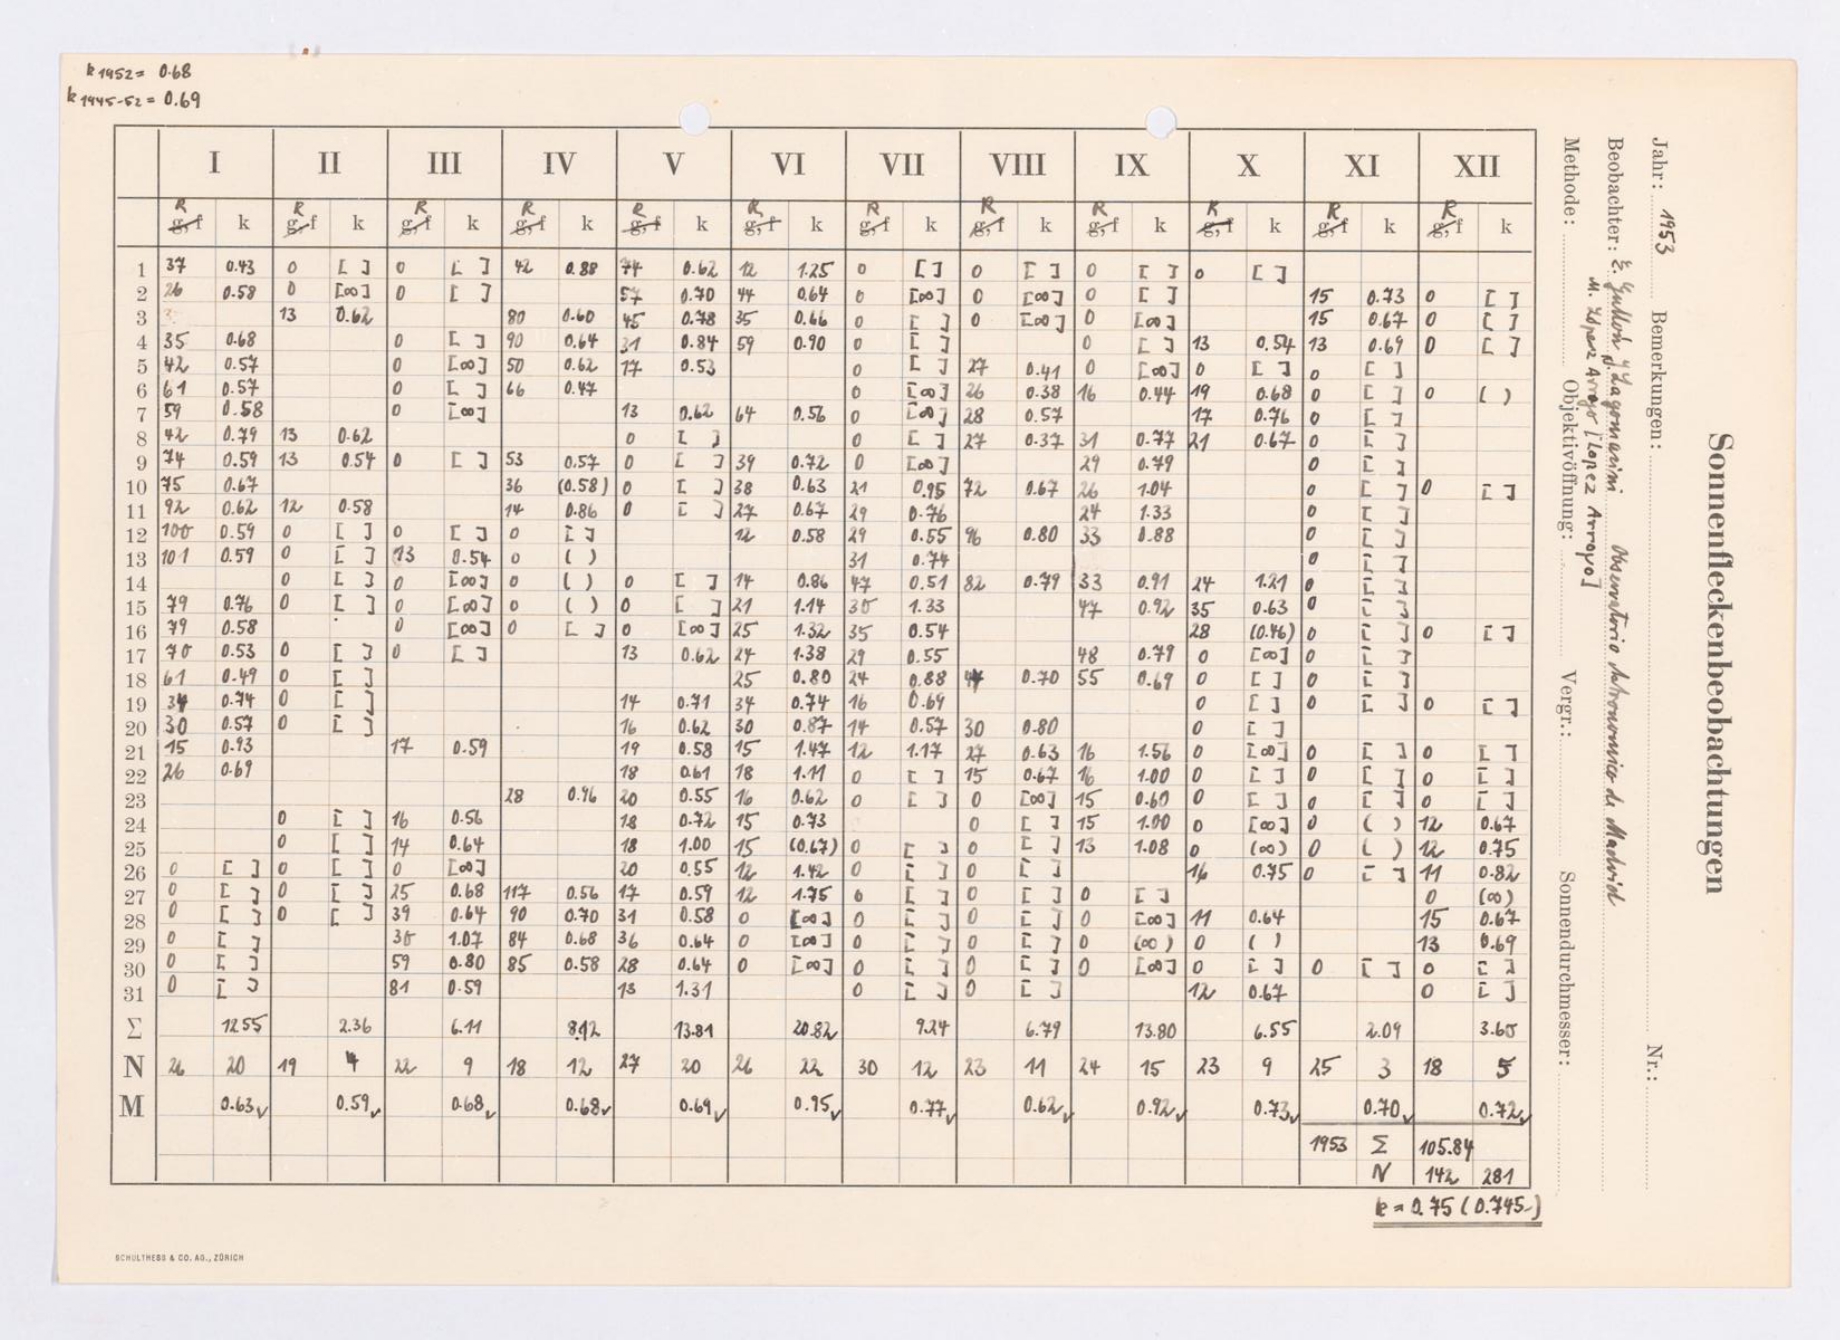 k 1952 = 0.68
k 1945-52 = 0.69
Sonnenfleckenbeobachtungen
Jahr: 1953 Bemerkungen: Nr.:
Beobachter: E. Gullón y Dagomarini Observatorio Astronomico de Madrid
M. López Arroyo [Lopez Arroyo]
Methode: Objektivöffnung: Vergr.: Sonnendurchmesser:
I II III IV V VI VII VIII IX X XI XII
R R R R R R R R R R R R
g, f k g, f k g, f k g, f k g, f k g, f k g, f k g, f k g, f k g, f k g, f k g, f k
1 37 0.43 0 [ ] 0 [ ] 42 0.88 74 0.62 12 1.25 0 [ ] 0 [ ] 0 [ ] 0 [ ]
2 26 0.58 0 [∞] 0 [ ] 57 0.70 44 0.64 0 [∞] 0 [∞] 0 [ ] 15 0.73 0 [ ]
3 13 0.62 80 0.60 45 0.78 35 0.66 0 [ ] 0 [∞] 0 [∞] 15 0.67 0 [ ]
4 35 0.68 0 [ ] 90 0.64 31 0.84 59 0.90 0 [ ] 0 [ ] 13 0.54 13 0.69 0 [ ]
5 42 0.57 0 [∞] 50 0.62 17 0.53 0 [ ] 27 0.41 0 [∞] 0 [ ] 0 [ ]
6 61 0.57 0 [ ] 66 0.47 0 [∞] 26 0.38 16 0.44 19 0.68 0 [ ] 0 ( )
7 59 0.58 0 [∞] 13 0.62 64 0.56 0 [∞] 28 0.57 17 0.76 0 [ ]
8 42 0.79 13 0.62 0 [ ] 0 [ ] 27 0.37 31 0.77 21 0.67 0 [ ]
9 74 0.59 13 0.54 0 [ ] 53 0.57 0 [ ] 39 0.72 0 [∞] 29 0.79 0 [ ]
10 75 0.67 36 (0.58) 0 [ ] 38 0.63 21 0.95 72 0.67 26 1.04 0 [ ] 0 [ ]
11 92 0.62 12 0.58 14 0.86 0 [ ] 27 0.67 29 0.76 24 1.33 0 [ ]
12 100 0.59 0 [ ] 0 [ ] 0 [ ] 12 0.58 29 0.55 96 0.80 33 0.88 0 [ ]
13 101 0.59 0 [ ] 13 0.54 0 ( ) 31 0.74 0 [ ]
14 0 [ ] 0 [∞] 0 ( ) 0 [ ] 14 0.86 47 0.51 82 0.79 33 0.91 24 1.21 0 [ ]
15 79 0.76 0 [ ] 0 [∞] 0 ( ) 0 [ ] 21 1.14 30 1.33 47 0.92 35 0.63 0 [ ]
16 79 0.58 0 [∞] 0 [ ] 0 [∞] 25 1.32 35 0.54 28 (0.46) 0 [ ] 0 [ ]
17 70 0.53 0 [ ] 0 [ ] 13 0.62 24 1.38 29 0.55 48 0.79 0 [∞] 0 [ ]
18 61 0.49 0 [ ] 25 0.80 24 0.88 44 0.70 55 0.69 0 [ ] 0 [ ]
19 34 0.74 0 [ ] 14 0.71 34 0.74 16 0.69 0 [ ] 0 [ ] 0 [ ]
20 30 0.57 0 [ ] 16 0.62 30 0.87 14 0.57 30 0.80 0 [ ]
21 15 0.93 17 0.59 19 0.58 15 1.47 12 1.17 27 0.63 16 1.56 0 [∞] 0 [ ] 0 [ ]
22 26 0.69 18 0.61 18 1.11 0 [ ] 15 0.67 16 1.00 0 [ ] 0 [ ] 0 [ ]
23 28 0.96 20 0.55 16 0.62 0 [ ] 0 [∞] 15 0.60 0 [ ] 0 [ ] 0 [ ]
24 0 [ ] 16 0.56 18 0.72 15 0.73 0 [ ] 15 1.00 0 [∞] 0 ( ) 12 0.67
25 0 [ ] 14 0.64 18 1.00 15 (0.67) 0 [ ] 0 [ ] 13 1.08 0 (∞) 0 ( ) 12 0.75
26 0 [ ] 0 [ ] 0 [∞] 20 0.55 12 1.42 0 [ ] 0 [ ] 16 0.75 0 [ ] 11 0.82
27 0 [ ] 0 [ ] 25 0.68 117 0.56 17 0.59 12 1.75 0 [ ] 0 [ ] 0 [ ] 0 (∞)
28 0 [ ] 0 [ ] 39 0.64 90 0.70 31 0.58 0 [∞] 0 [ ] 0 [ ] 0 [∞] 11 0.64 15 0.67
29 0 [ ] 30 1.07 84 0.68 36 0.64 0 [∞] 0 [ ] 0 [ ] 0 (∞) 0 ( ) 13 0.69
30 0 [ ] 59 0.80 85 0.58 28 0.64 0 [∞] 0 [ ] 0 [ ] 0 [∞] 0 [ ] 0 [ ] 0 [ ]
31 0 [ ] 81 0.59 13 1.31 0 [ ] 0 [ ] 12 0.67 0 [ ]
Σ 12.55 2.36 6.11 8.12 13.81 20.82 9.24 6.79 13.80 6.55 2.09 3.60
N 26 20 19 4 22 9 18 12 27 20 26 22 30 12 23 11 24 15 23 9 25 3 18 5
M 0.63✓ 0.59✓ 0.68✓ 0.68✓ 0.69✓ 0.95✓ 0.77✓ 0.62✓ 0.92✓ 0.73✓ 0.70✓ 0.72✓
1953 Σ 105.84
N 142 281
k = 0.75 (0.745)
SCHULTHESS & CO. AG., ZÜRICH